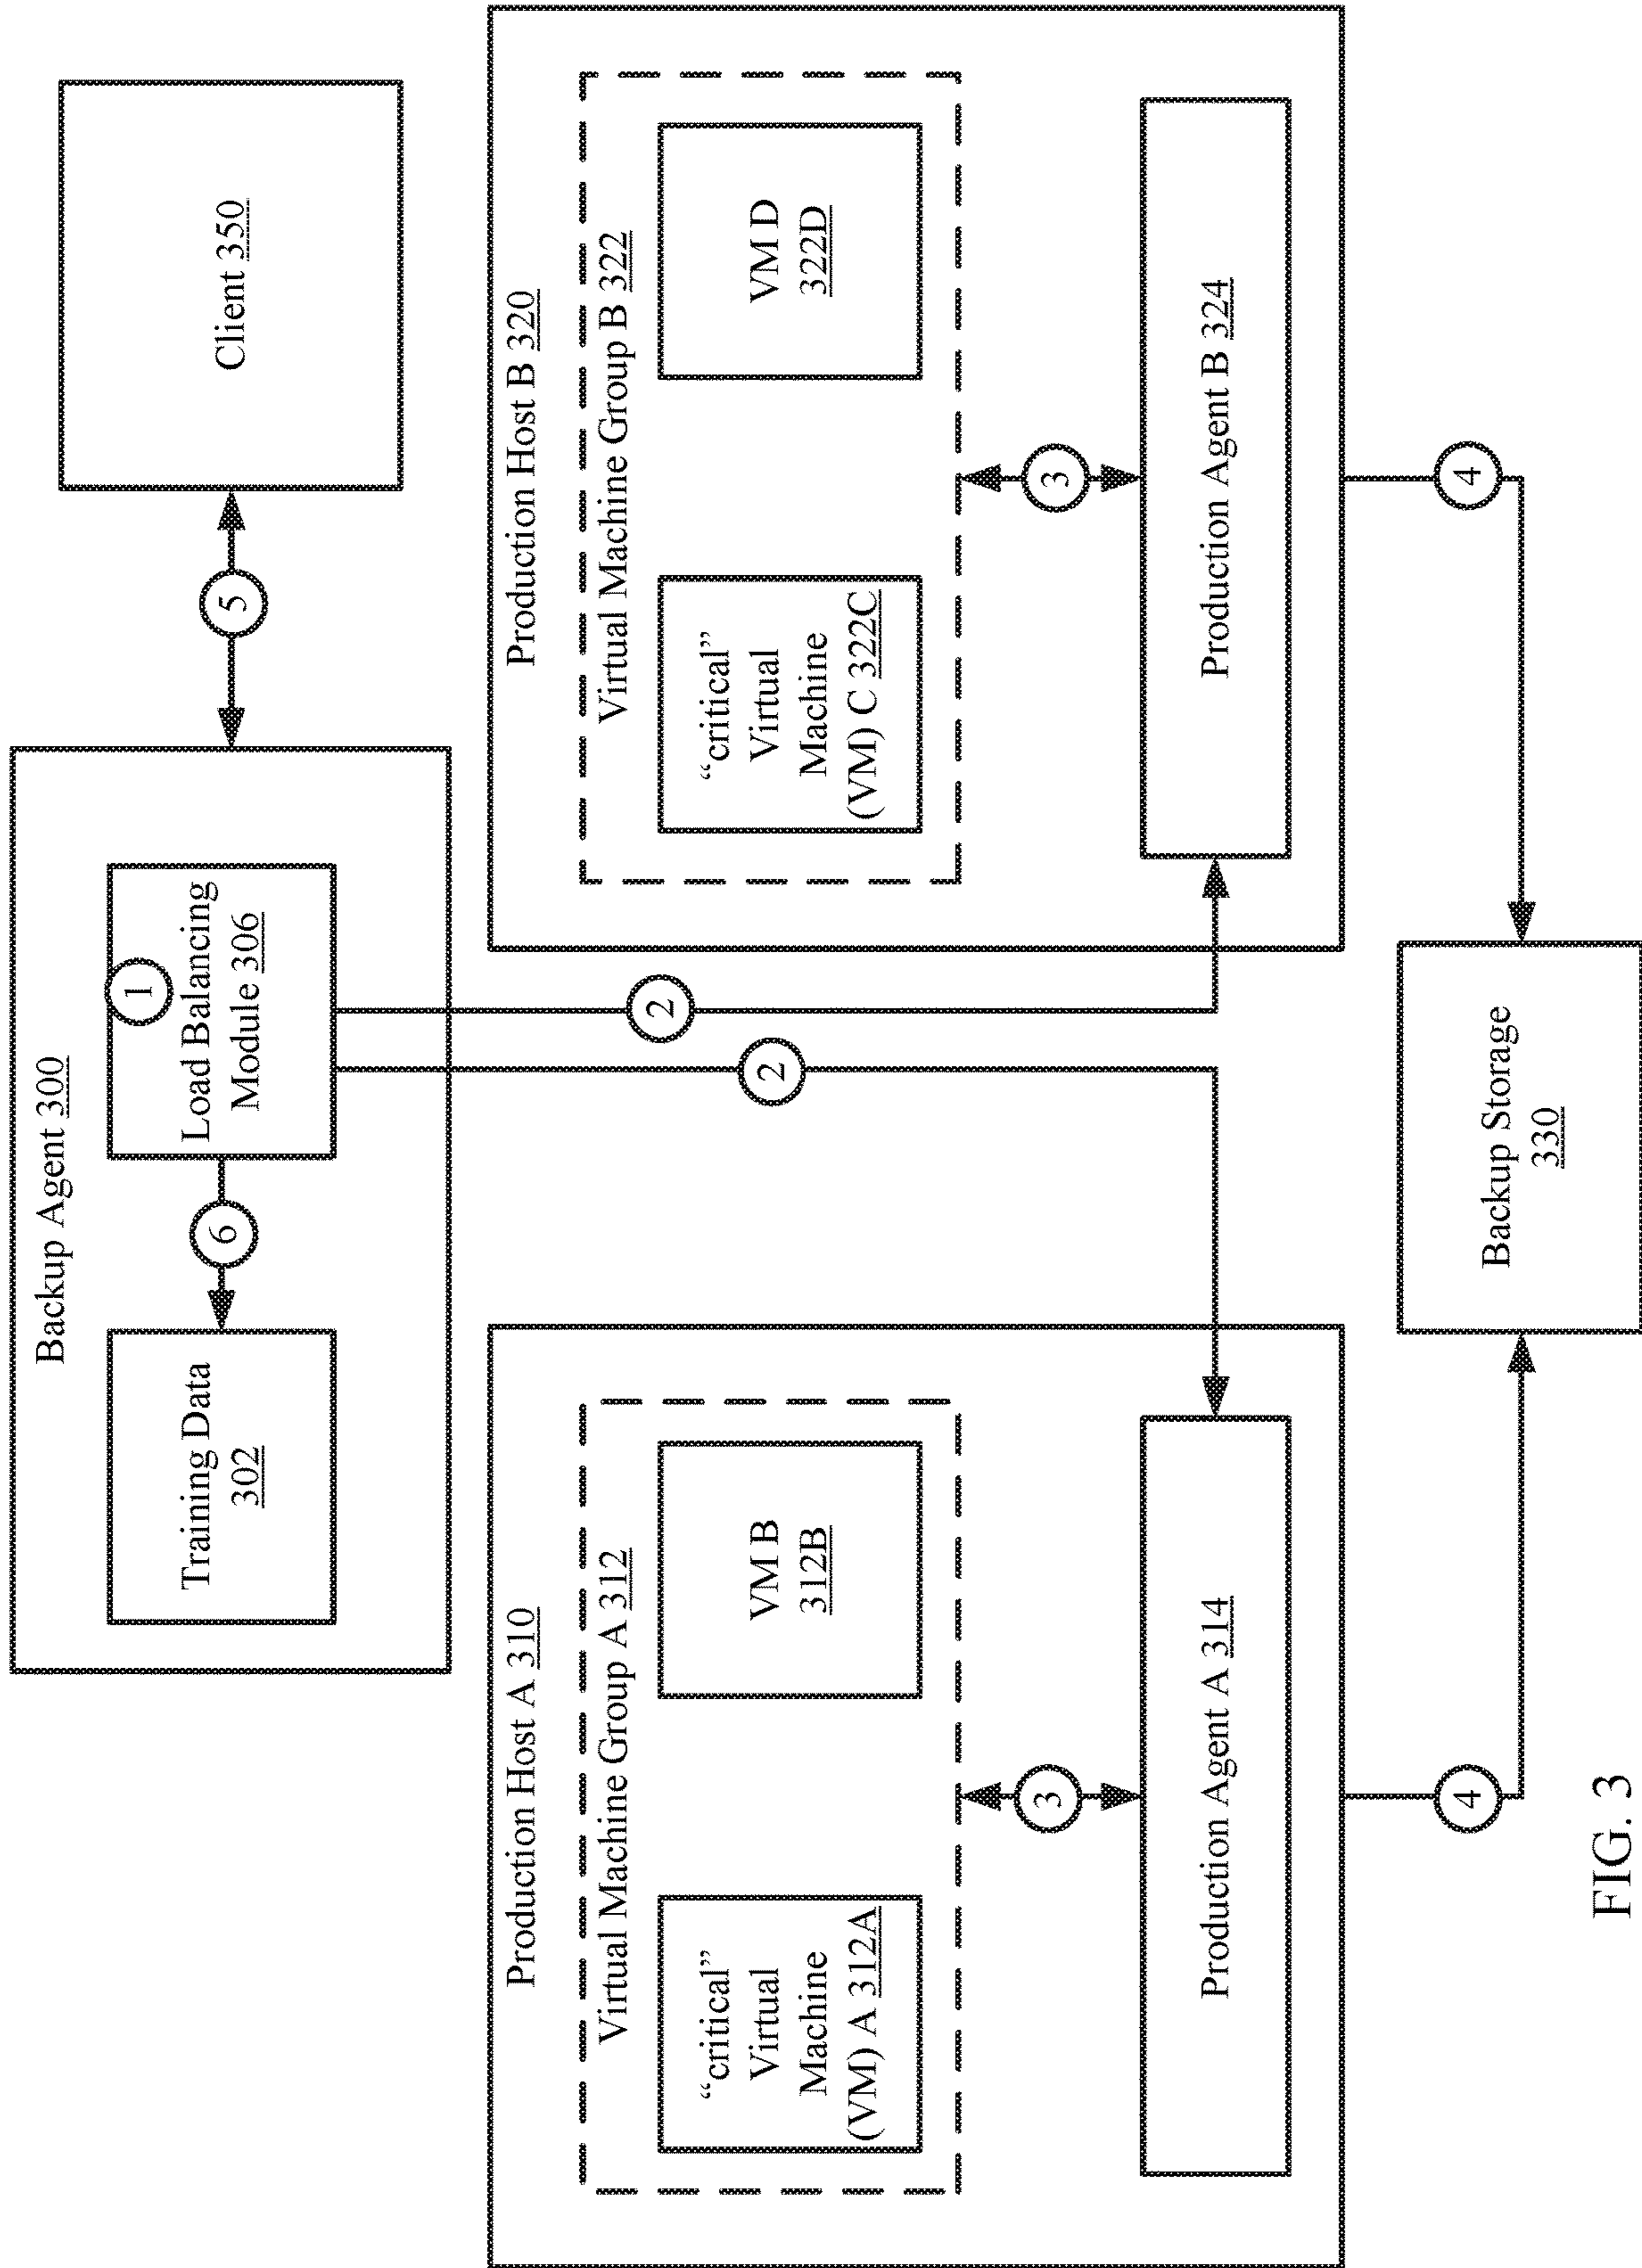 Backup Agent 300
Training Data
302
6
1
Load Balancing
Module 306
5
Client 350
2
2
Production Host A 310
Virtual Machine Group A 312
“critical”
Virtual
Machine
(VM) A 312A
VM B
312B
3
Production Agent A 314
4
Production Host B 320
Virtual Machine Group B 322
“critical”
Virtual
Machine
(VM) C 322C
VM D
322D
3
Production Agent B 324
4
Backup Storage
330
FIG. 3